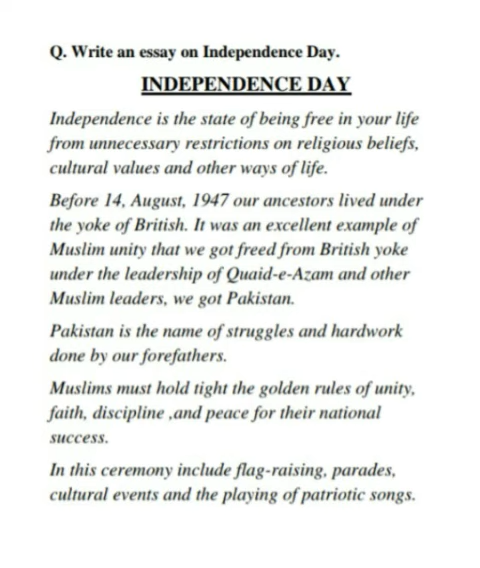 Q. Write an essay on Independence Day.
INDEPENDENCE DAY
Independence is the state of being free in your life
from unnecessary restrictions on religious beliefs,
cultural values and other ways of life.
Before 14, August, 1947 our ancestors lived under
the yoke of British. It was an excellent example of
Muslim unity that we got freed from British yoke
under the leadership of Quaid-e-Azam and other
Muslim leaders, we got Pakistan.
Pakistan is the name of struggles and hardwork
done by our forefathers.
Muslims must hold tight the golden rules of unity,
faith, discipline ,and peace for their national
success.
In this ceremony include flag-raising, parades,
cultural events and the playing of patriotic songs.